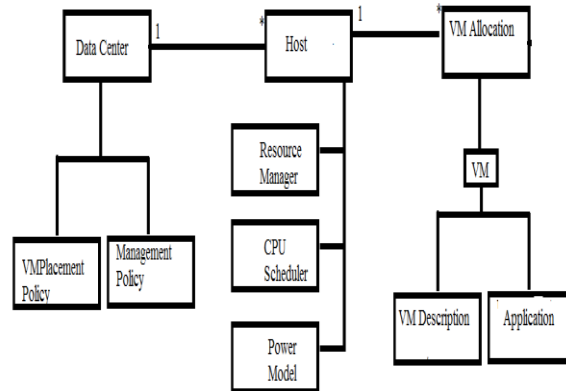 Data Center
1
*
Host
1
*
VM Allocation
Resource
Manager
VM
CPU
Scheduler
VMPlacement
Policy
Management
Policy
VM Description
Application
Power
Model